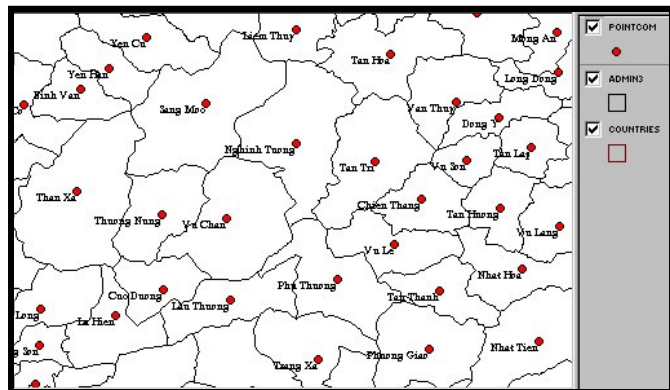 Yen Cu
Liem Thuy
Tan Hoa
Mong An
Yen Han
Binh Van
Long Dong
Sang Moc
Van Thuy
Dong Y
Nghinh Tuong
Tan Tri
Vu Son
Tan Lap
Than Xa
Thuong Nung
Vu Chan
Chien Thang
Tan Huong
Vu Lang
Vu Le
Nhat Hoa
Cuc Duong
Lau Thuong
Phu Thuong
Tan Thanh
Long
La Hien
Trang Xa
Phuong Giao
Nhat Tien
POINTCOM
ADMIN3
COUNTRIES